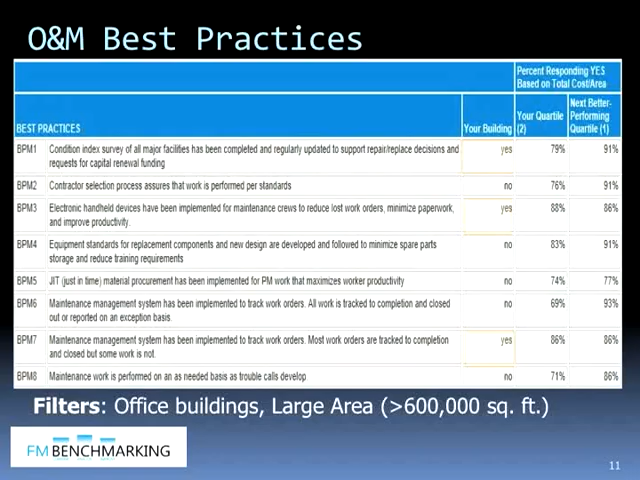 O&M Best Practices
Percent Responding YES
Based on Total Cost/Area
BEST PRACTICES Your Building Your Quartile (2) Next Better-Performing Quartile (1)
BPM1 Condition index survey of all major facilities has been completed and regularly updated to support repair/replace decisions and yes 79% 91%
requests for capital renewal funding
BPM2 Contractor selection process assures that work is performed per standards no 76% 91%
BPM3 Electronic handheld devices have been implemented for maintenance crews to reduce lost work orders, minimize paperwork, yes 88% 86%
and improve productivity.
BPM4 Equipment standards for replacement components and new design are developed and followed to minimize spare parts no 83% 91%
storage and reduce training requirements
BPM5 JIT (just in time) material procurement has been implemented for PM work that maximizes worker productivity no 74% 77%
BPM6 Maintenance management system has been implemented to track work orders. All work is tracked to completion and closed no 69% 93%
out or reported on an exception basis.
BPM7 Maintenance management system has been implemented to track work orders. Most work orders are tracked to completion yes 86% 86%
and closed but some work is not.
BPM8 Maintenance work is performed on an as needed basis as trouble calls develop no 71% 86%
Filters: Office buildings, Large Area (>600,000 sq. ft.)
FM BENCHMARKING
11